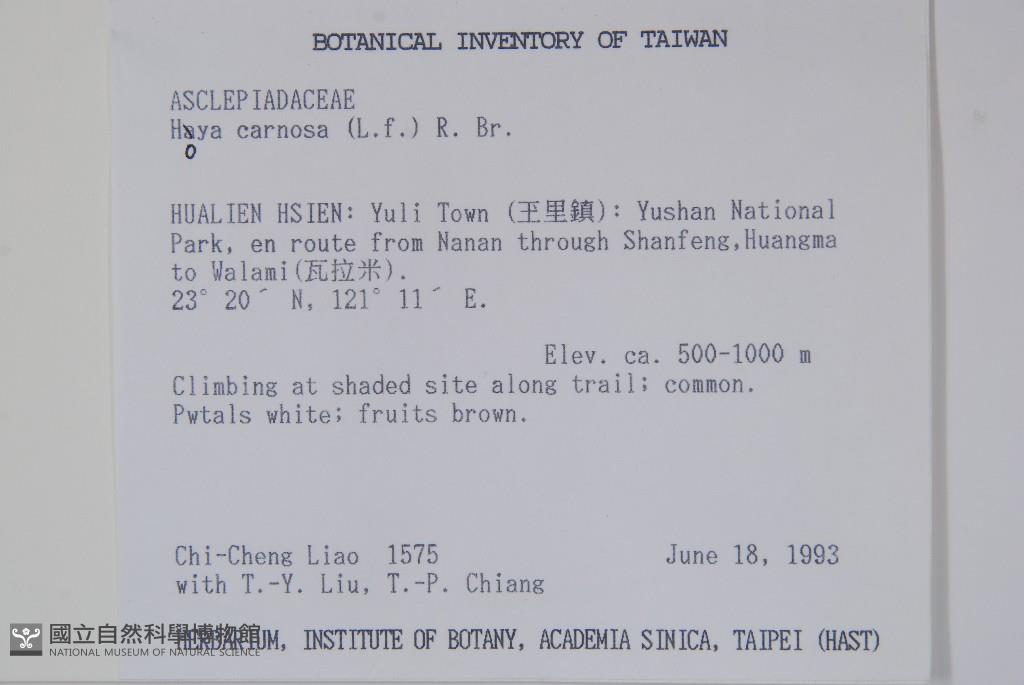 BOTANICAL INVENTORY OF TAIWAN
ASCLEPIADACEAE
Haya carnosa (L.f.) R. Br.
o
HUALIEN HSIEN: Yuli Town (玉里鎮): Yushan National
Park, en route from Nanan through Shanfeng,Huangma
to Walami(瓦拉米).
23° 20´ N, 121° 11´ E.
Elev. ca. 500-1000 m
Climbing at shaded site along trail; common.
Pwtals white; fruits brown.
Chi-Cheng Liao 1575 June 18, 1993
with T.-Y. Liu, T.-P. Chiang
HERBARIUM, INSTITUTE OF BOTANY, ACADEMIA SINICA, TAIPEI (HAST)
國立自然科學博物館
NATIONAL MUSEUM OF NATURAL SCIENCE